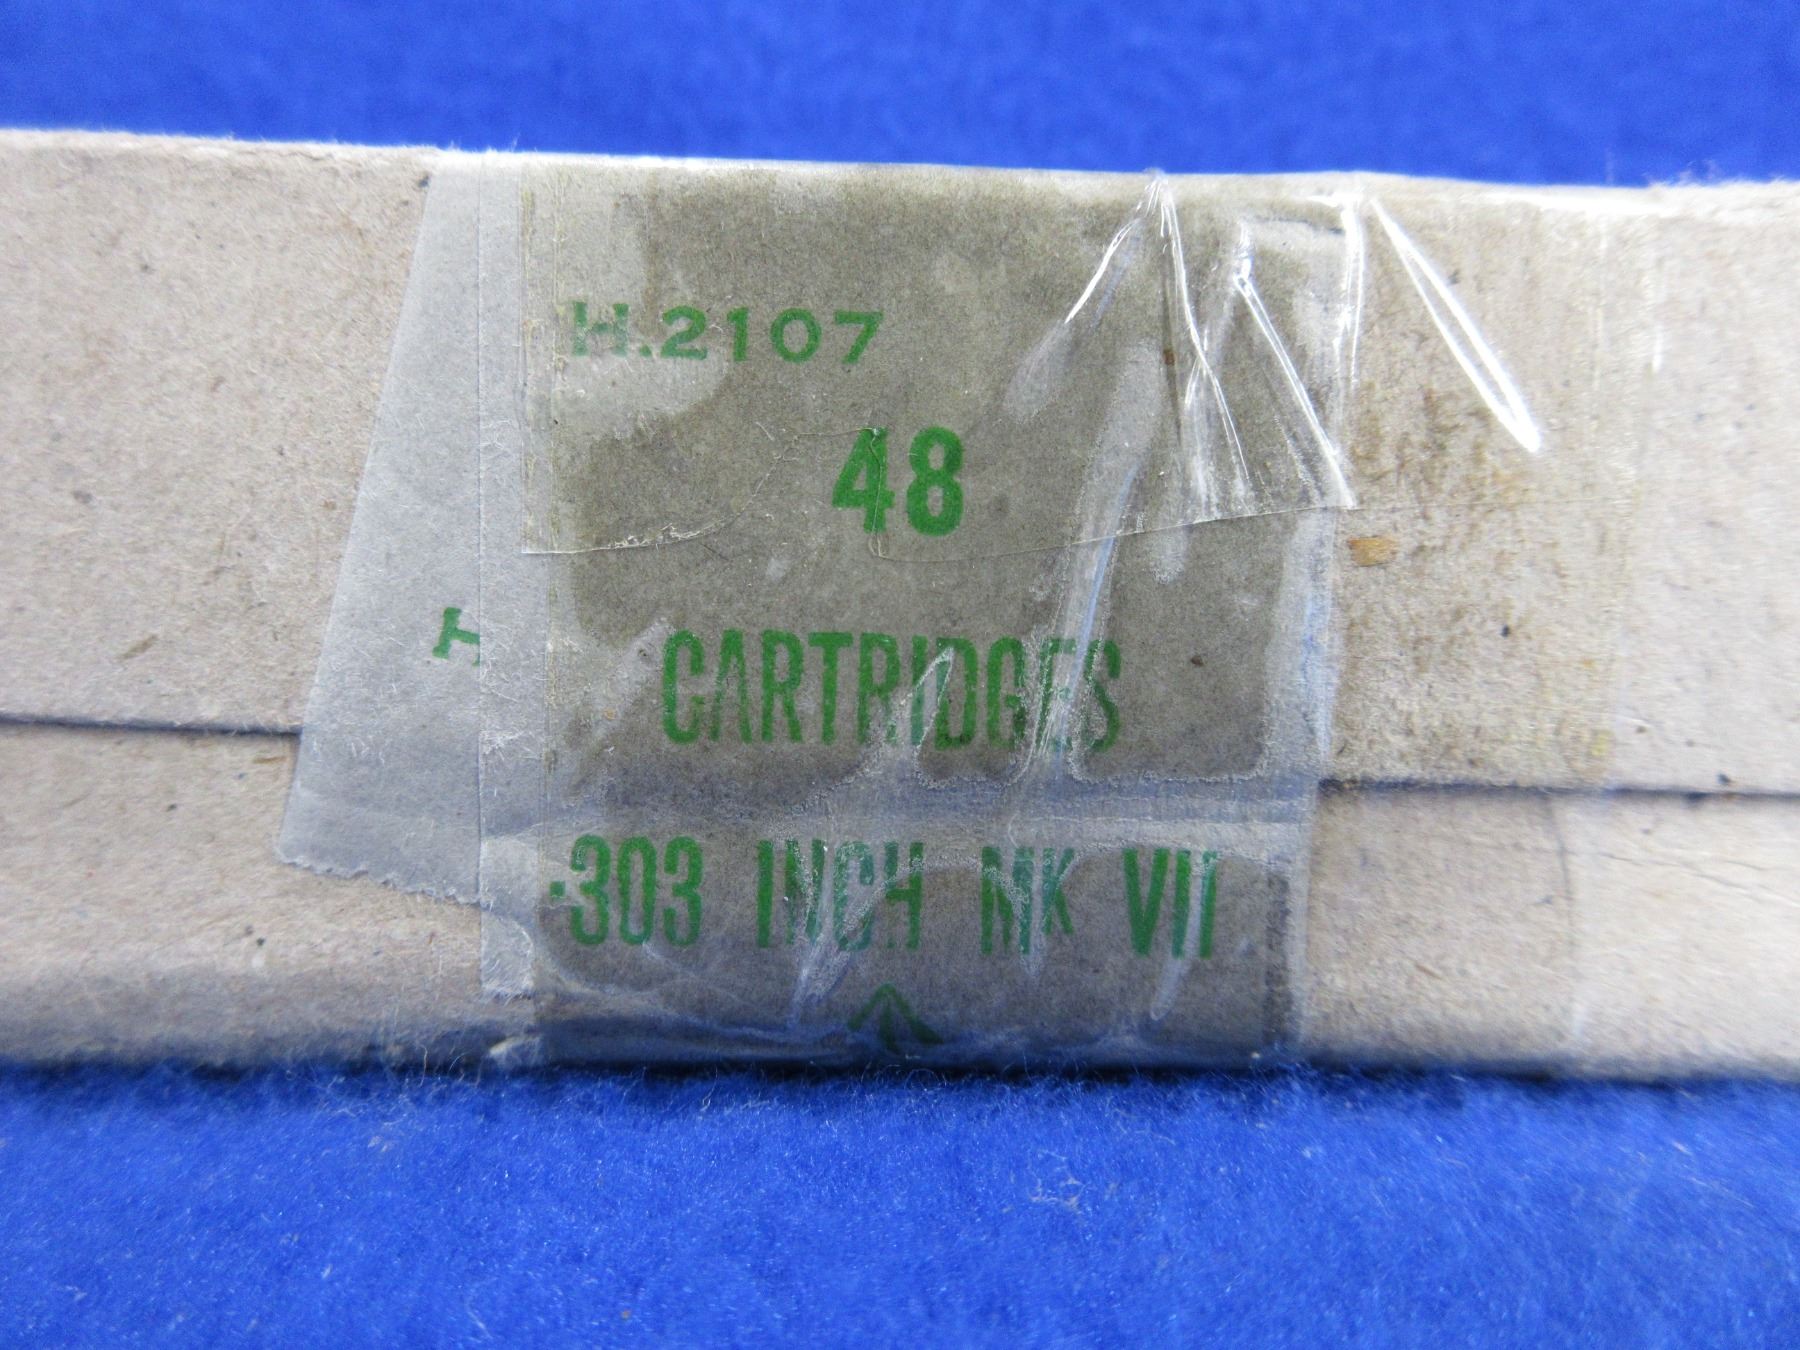 H.2107
48
CARTRIDGES
.303 INCH MK VII